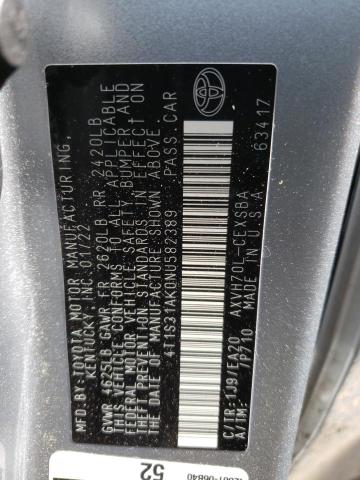 MFD.BY:TOYOTA MOTOR MANUFACTURING,
KENTUCKY, INC. 01/22
GVWR 4625LB GAWR FR 2620LB RR 2420LB
THIS VEHICLE CONFORMS TO ALL APPLICABLE
FEDERAL MOTOR VEHICLE SAFETY, BUMPER, AND
THEFT PREVENTION STANDARDS IN EFFECT ON
THE DATE OF MANUFACTURE SHOWN ABOVE.
4T1S31AK0NU582389 PASS.CAR
C/TR:1J9/EA20 AXVH70L-CEXSBA
/P710 MADE IN U.S.A. 63417
TOYOTA
52